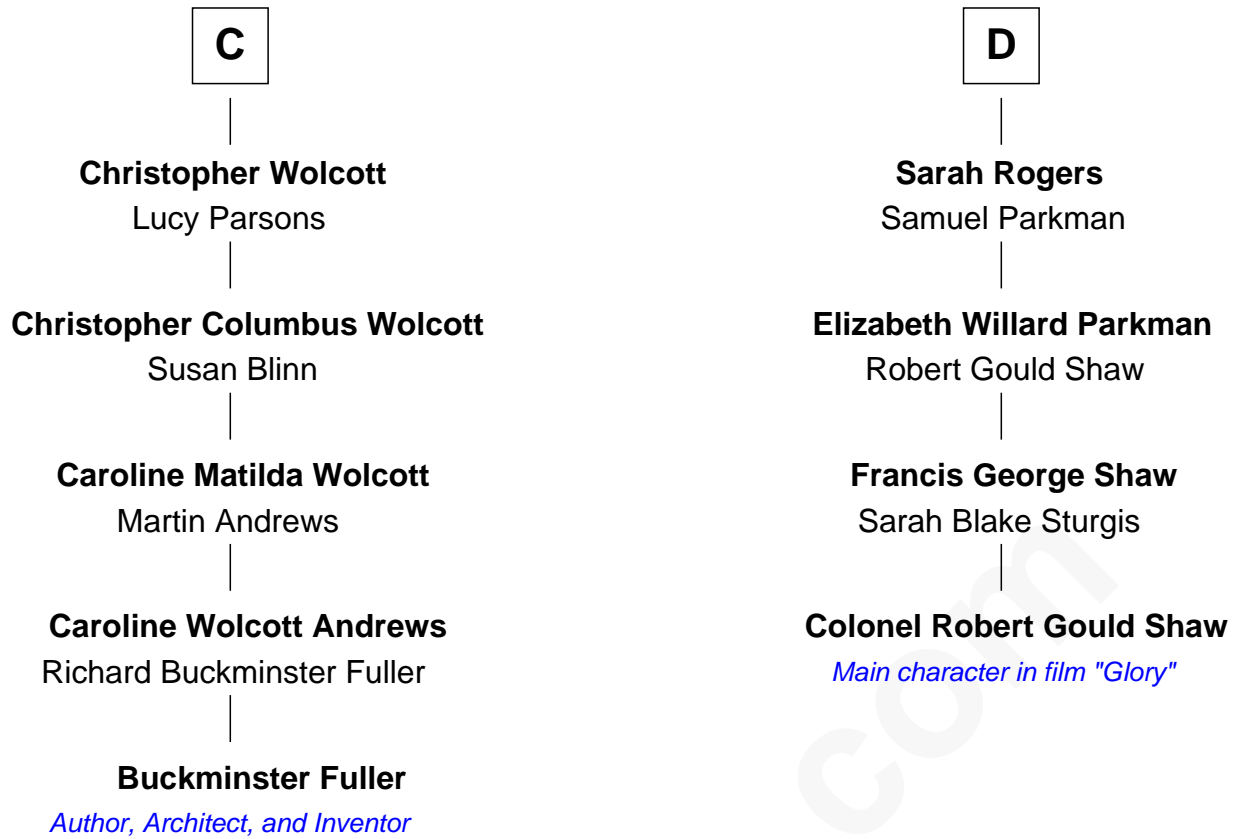 C
Christopher Wolcott
Lucy Parsons
Christopher Columbus Wolcott
Susan Blinn
Caroline Matilda Wolcott
Martin Andrews
Caroline Wolcott Andrews
Richard Buckminster Fuller
Buckminster Fuller
Author, Architect, and Inventor
D
Sarah Rogers
Samuel Parkman
Elizabeth Willard Parkman
Robert Gould Shaw
Francis George Shaw
Sarah Blake Sturgis
Colonel Robert Gould Shaw
Main character in film "Glory"
com